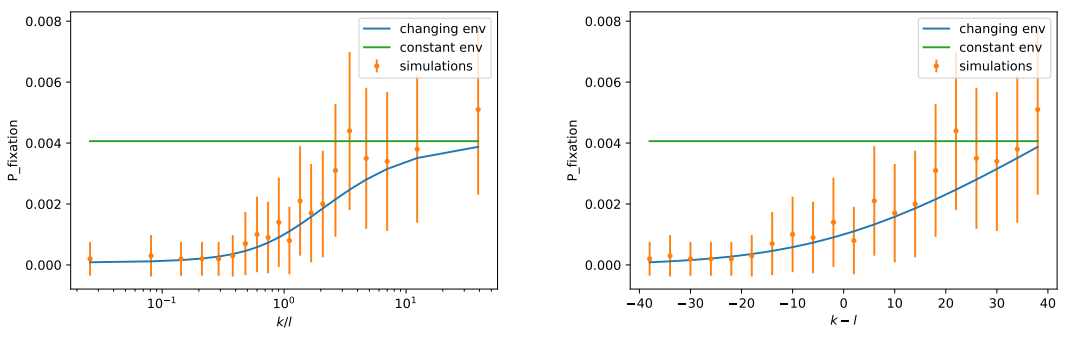 0.008
0.006
0.004
0.002
0.000
P_fixation
10⁻¹
10⁰
10¹
k/l
changing env
constant env
simulations
0.008
0.006
0.004
0.002
0.000
P_fixation
−40
−30
−20
−10
0
10
20
30
40
k − l
changing env
constant env
simulations